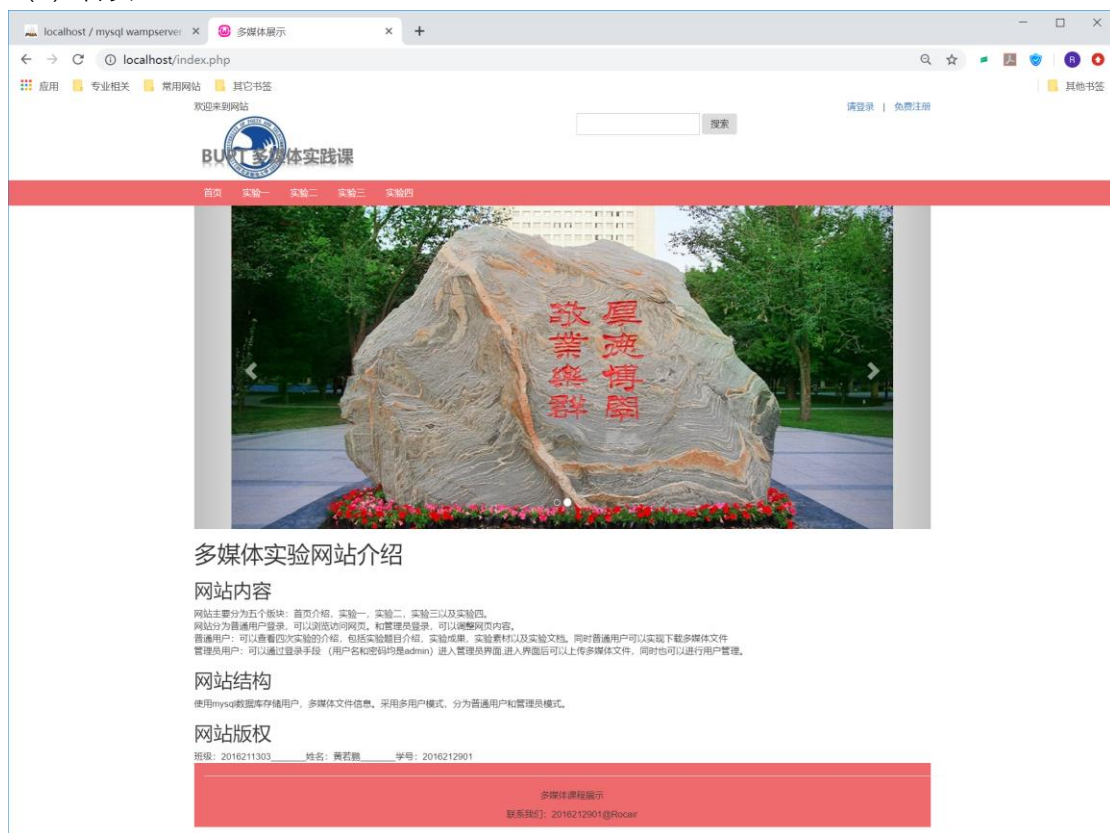 localhost / mysql wampserver
多媒体展示
localhost/index.php
应用 专业相关 常用网站 其它书签 其他书签
欢迎来到网站 请登录 | 免费注册
搜索
BUPT 多媒体实践课
首页 实验一 实验二 实验三 实验四
厚德博学
敬业乐群
多媒体实验网站介绍
网站内容
网站主要分为五个版块：首页介绍，实验一，实验二，实验三以及实验四。
网站分为普通用户登录，可以浏览访问网页。和管理员登录，可以调整网页内容。
普通用户：可以查看四次实验的介绍，包括实验题目介绍，实验成果，实验素材以及实验文档。同时普通用户可以实现下载多媒体文件
管理员用户：可以通过登录手段 （用户名和密码均是admin）进入管理员界面,进入界面后可以上传多媒体文件，同时也可以进行用户管理。
网站结构
使用mysql数据库存储用户，多媒体文件信息。采用多用户模式，分为普通用户和管理员模式。
网站版权
班级：2016211303_______姓名：黄若鹏_______学号：2016212901
多媒体课程展示
联系我们：2016212901@Rocair